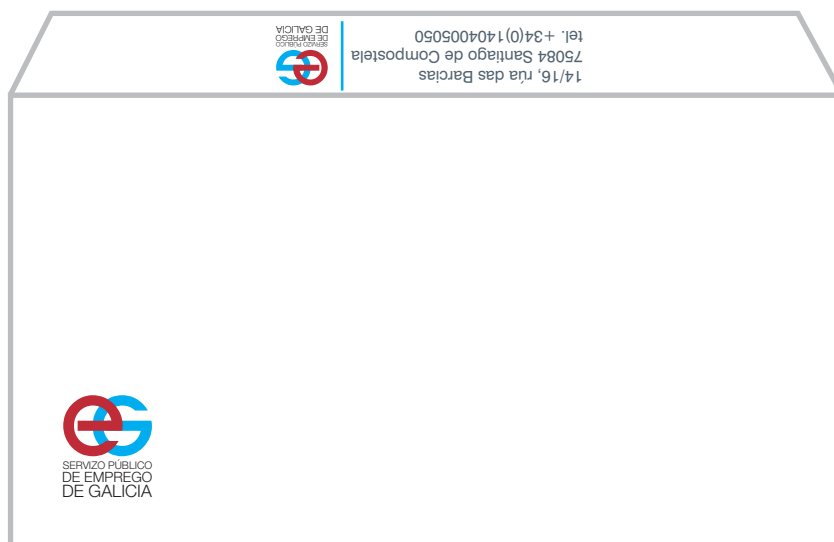 14/16, rúa das Barcias
75084 Santiago de Compostela
tel. +34(0)1404005050
SERVIZO PÚBLICO
DE EMPREGO
DE GALICIA
SERVIZO PÚBLICO
DE EMPREGO
DE GALICIA